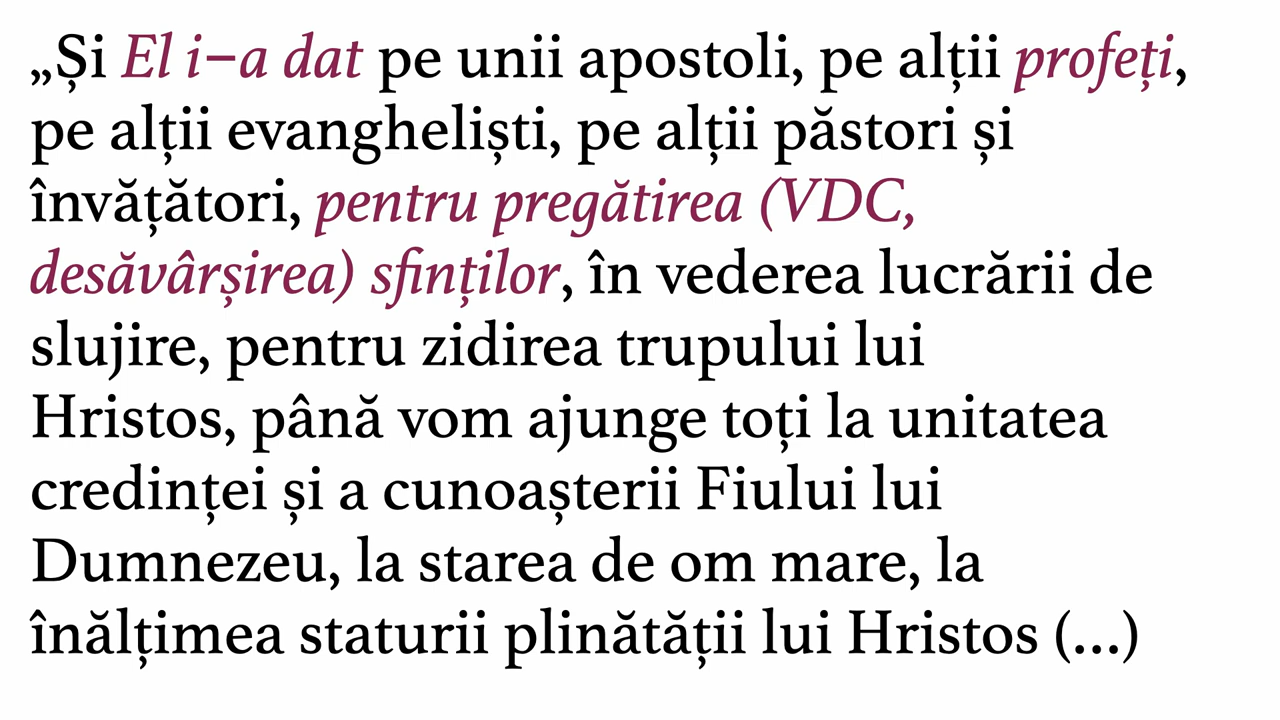 „Și El i–a dat pe unii apostoli, pe alții profeți,
pe alții evangheliști, pe alții păstori și
învățători, pentru pregătirea (VDC,
desăvârșirea) sfinților, în vederea lucrării de
slujire, pentru zidirea trupului lui
Hristos, până vom ajunge toți la unitatea
credinței și a cunoașterii Fiului lui
Dumnezeu, la starea de om mare, la
înălțimea staturii plinătății lui Hristos (...)